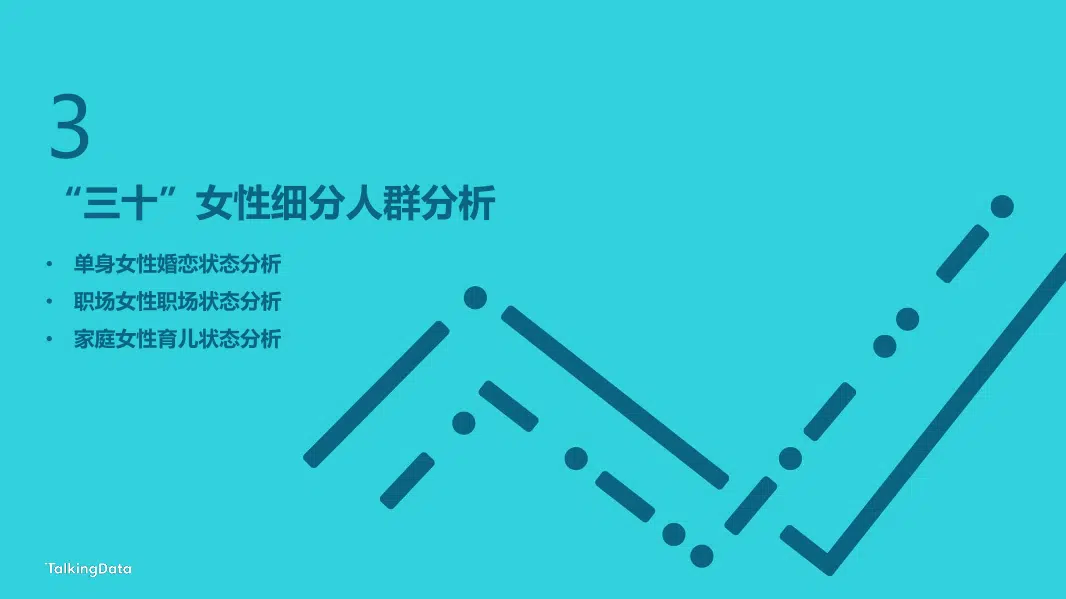 3
“三十”女性细分人群分析
• 单身女性婚恋状态分析
• 职场女性职场状态分析
• 家庭女性育儿状态分析
TalkingData